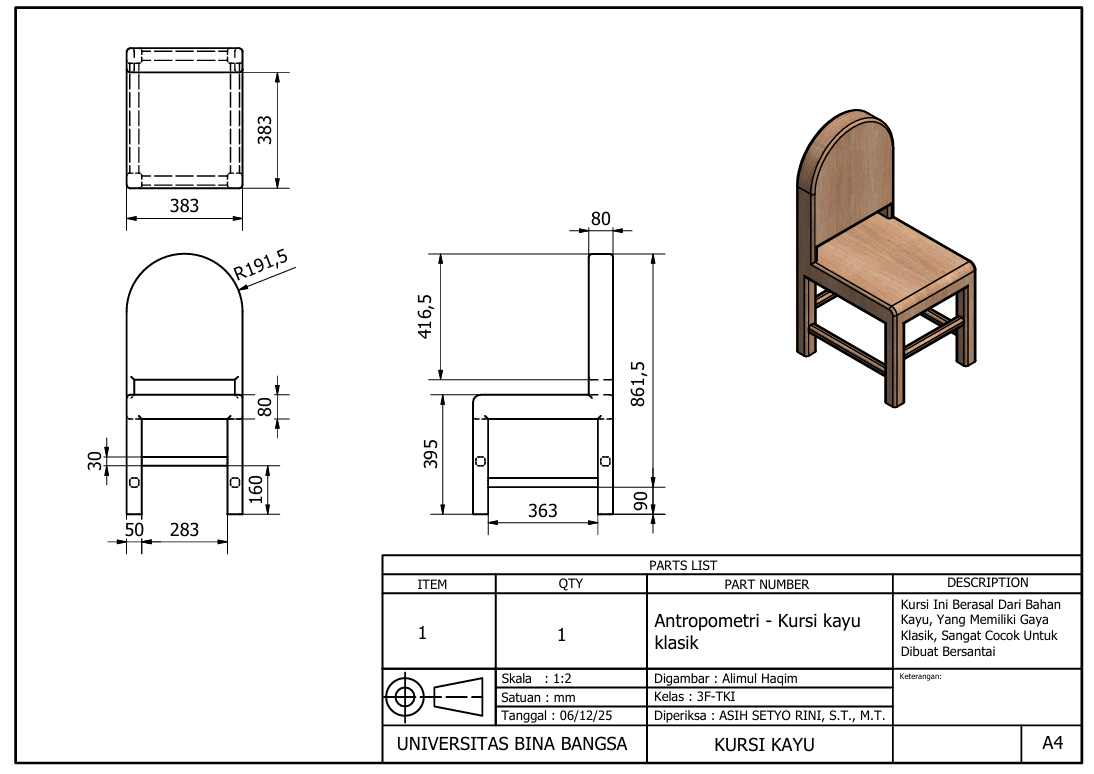 383
383
R191,5
80
30
160
50
283
80
416,5
861,5
395
363
90
PARTS LIST
ITEM
QTY
PART NUMBER
DESCRIPTION
1
1
Antropometri - Kursi kayu
klasik
Kursi Ini Berasal Dari Bahan
Kayu, Yang Memiliki Gaya
Klasik, Sangat Cocok Untuk
Dibuat Bersantai
Skala : 1:2
Satuan : mm
Tanggal : 06/12/25
Digambar : Alimul Haqim
Kelas : 3F-TKI
Diperiksa : ASIH SETYO RINI, S.T., M.T.
Keterangan:
UNIVERSITAS BINA BANGSA
KURSI KAYU
A4